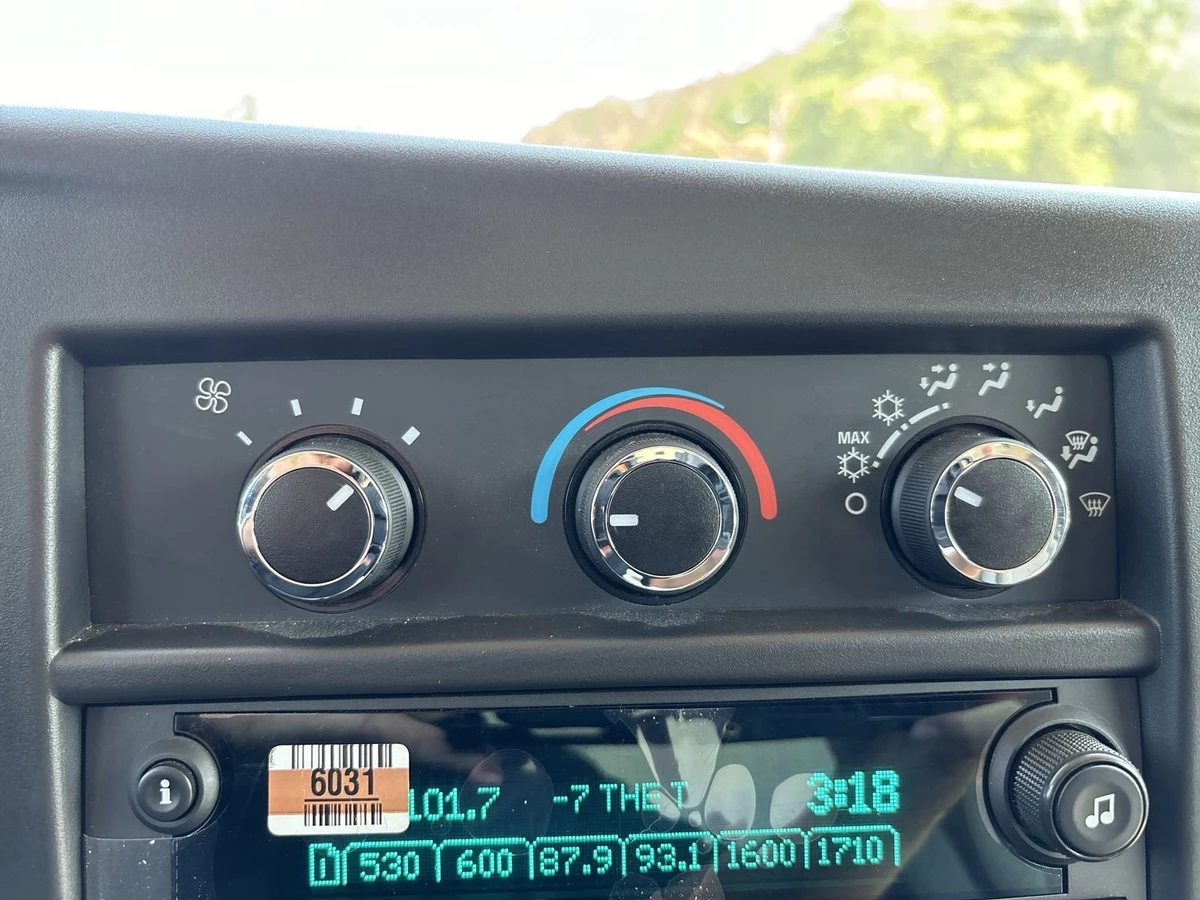 MAX
i
6031
101.7 -7 THE T 3:18
D 530 600 87.9 93.1 1600 1710